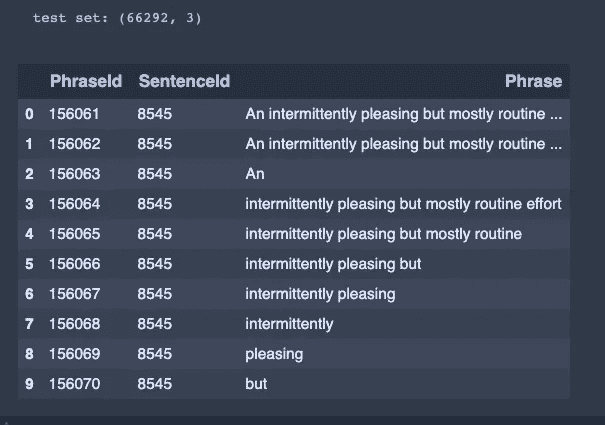 test set: (66292, 3)
PhraseId SentenceId Phrase
0 156061 8545 An intermittently pleasing but mostly routine ...
1 156062 8545 An intermittently pleasing but mostly routine ...
2 156063 8545 An
3 156064 8545 intermittently pleasing but mostly routine effort
4 156065 8545 intermittently pleasing but mostly routine
5 156066 8545 intermittently pleasing but
6 156067 8545 intermittently pleasing
7 156068 8545 intermittently
8 156069 8545 pleasing
9 156070 8545 but